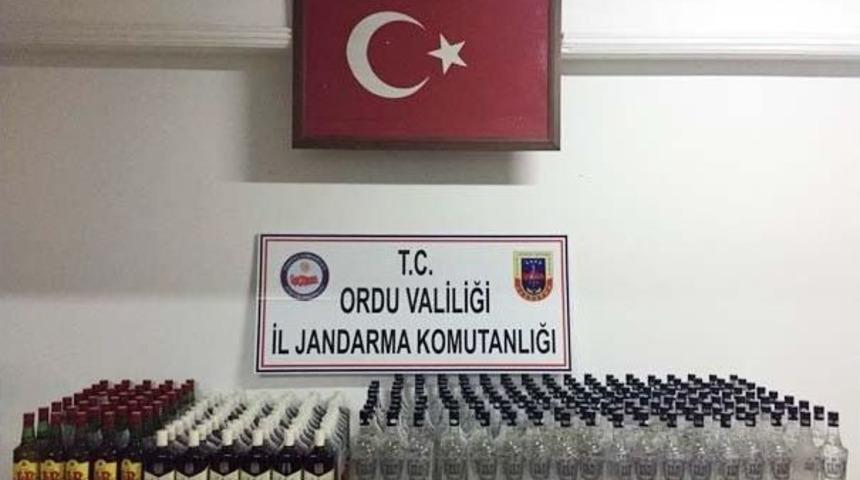 T.C.
ORDU VALİLİĞİ
İL JANDARMA KOMUTANLIĞI